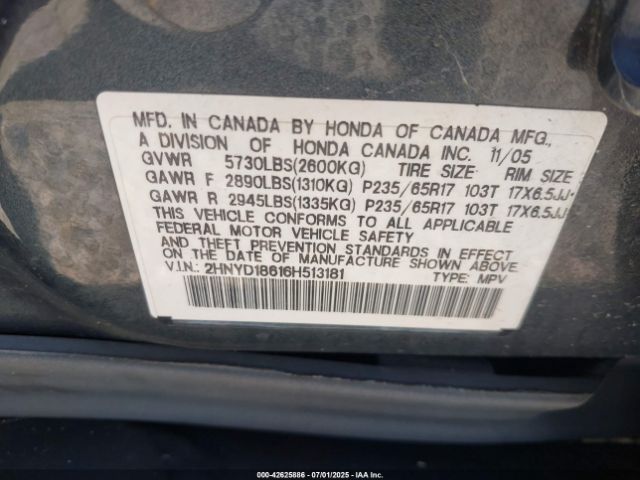 MFD. IN CANADA BY HONDA OF CANADA MFG.,
A DIVISION OF HONDA CANADA INC. 11/05
GVWR 5730LBS(2600KG) TIRE SIZE RIM SIZE
GAWR F 2890LBS(1310KG) P235/65R17 103T 17X6.5JJ
GAWR R 2945LBS(1335KG) P235/65R17 103T 17X6.5JJ
THIS VEHICLE CONFORMS TO ALL APPLICABLE
FEDERAL MOTOR VEHICLE SAFETY
AND THEFT PREVENTION STANDARDS IN EFFECT
ON THE DATE OF MANUFACTURE SHOWN ABOVE.
V.I.N.: 2HNYD18616H513181 TYPE: MPV
000-42625886 - 07/01/2025 - IAA Inc.